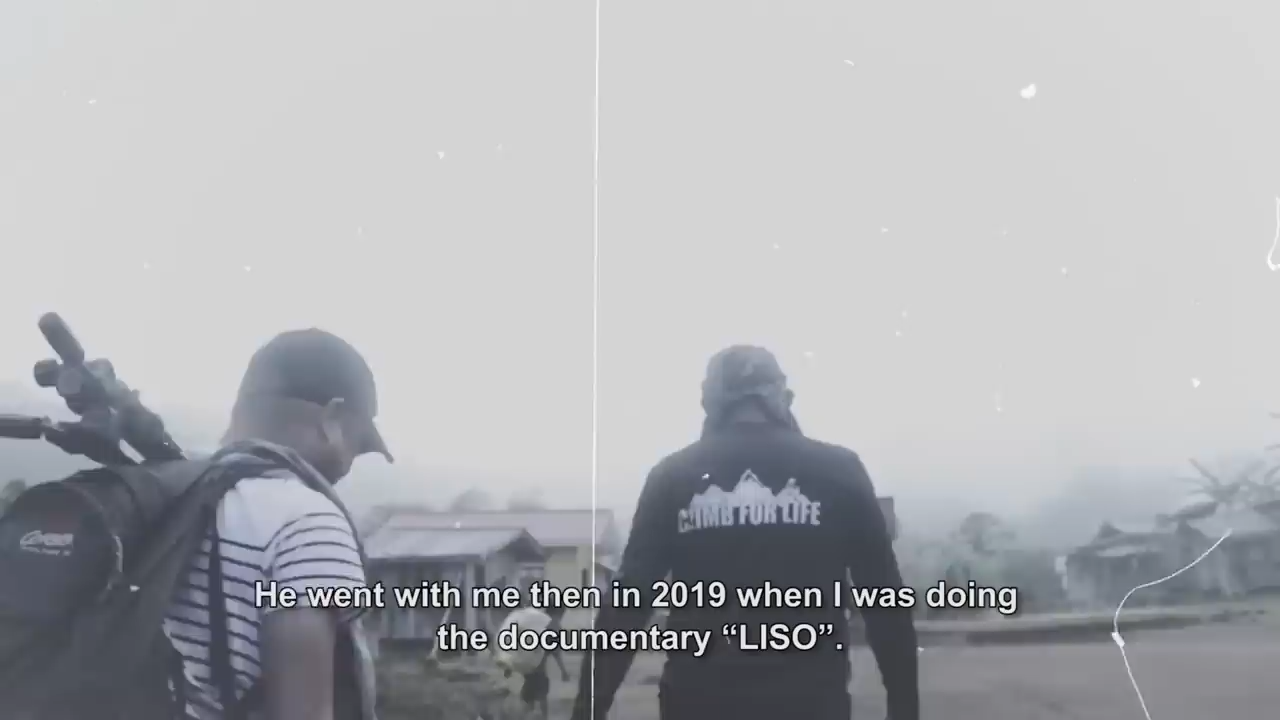 CLIMB FOR LIFE
He went with me then in 2019 when I was doing
the documentary “LISO”.